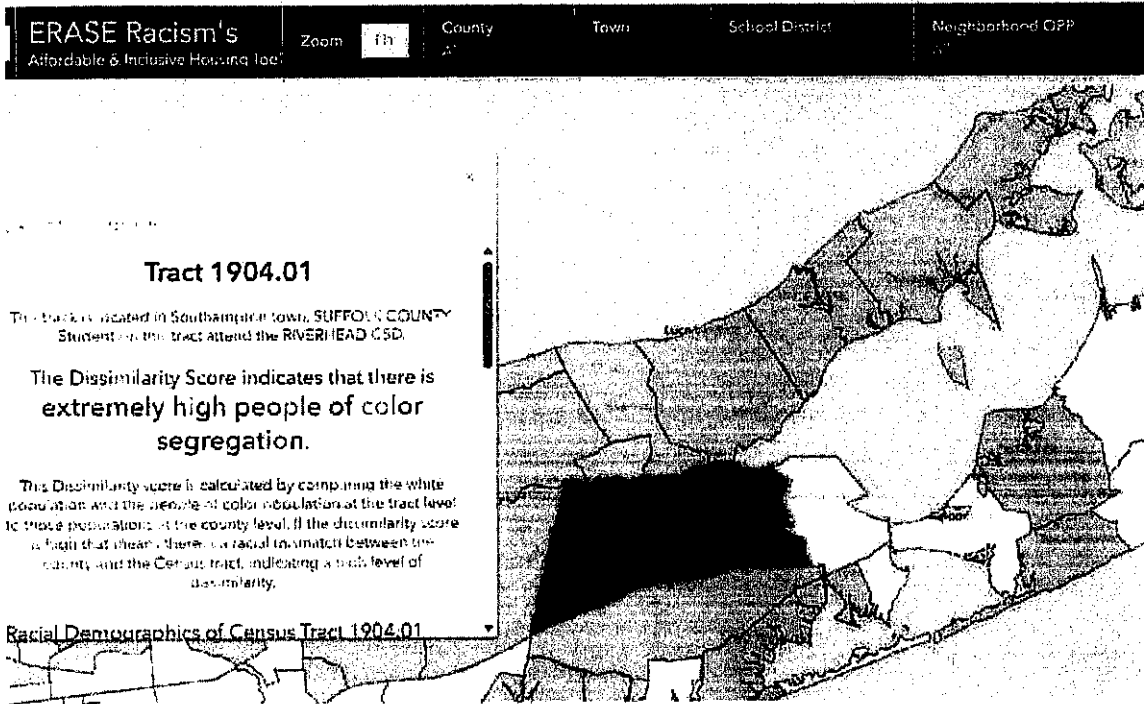 ERASE Racism's
Affordable & Inclusive Housing Tool
Zoom
County
Town
School District
Neighborhood OPP
Tract 1904.01
This track is located in Southampton town, SUFFOLK COUNTY
Student in this tract attend the RIVERHEAD CSD.
The Dissimilarity Score indicates that there is
extremely high people of color
segregation.
This Dissimilarity score is calculated by comparing the white
population and the people of color population at the tract level
to those populations at the county level. If the dissimilarity score
is high that means there is a racial mismatch between the
county and the Census tract, indicating a high level of
dissimilarity.
Racial Demographics of Census Tract 1904.01